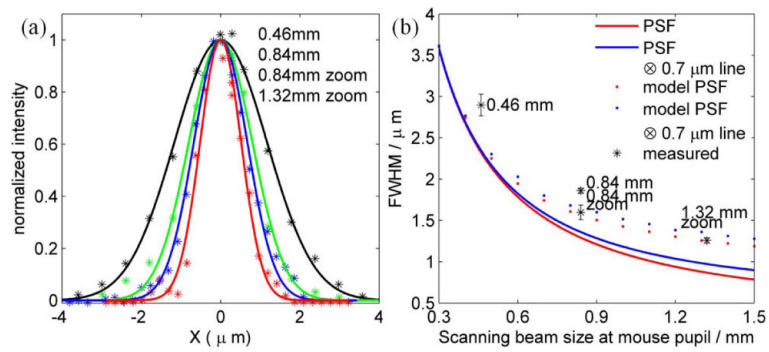 (a)
1
0.8
0.6
0.4
0.2
0
normalized intensity
-4
-2
0
2
4
X ( μ m)
0.46mm
0.84mm
0.84mm zoom
1.32mm zoom
(b)
4
3.5
3
2.5
2
1.5
1
0.5
FWHM / μ m
0.3
0.6
0.9
1.2
1.5
Scanning beam size at mouse pupil / mm
PSF
PSF
⊗ 0.7 μm line
model PSF
model PSF
⊗ 0.7 μm line
measured
0.46 mm
0.84 mm
0.84 mm
zoom
1.32 mm
zoom